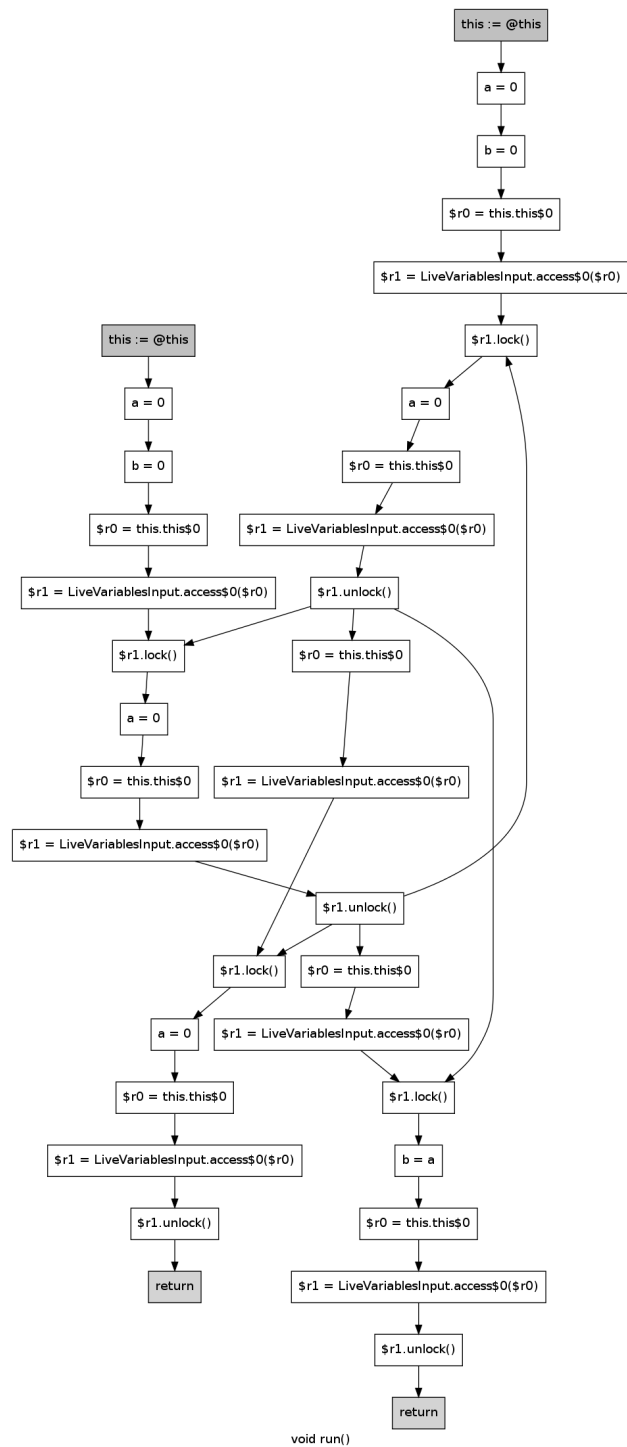 this := @this
a = 0
b = 0
$r0 = this.this$0
$r1 = LiveVariablesInput.access$0($r0)
this := @this
$r1.lock()
a = 0
a = 0
b = 0
$r0 = this.this$0
$r0 = this.this$0
$r1 = LiveVariablesInput.access$0($r0)
$r1 = LiveVariablesInput.access$0($r0)
$r1.unlock()
$r1.lock()
$r0 = this.this$0
a = 0
$r0 = this.this$0
$r1 = LiveVariablesInput.access$0($r0)
$r1 = LiveVariablesInput.access$0($r0)
$r1.unlock()
$r1.lock()
$r0 = this.this$0
a = 0
$r1 = LiveVariablesInput.access$0($r0)
$r0 = this.this$0
$r1.lock()
$r1 = LiveVariablesInput.access$0($r0)
b = a
$r1.unlock()
$r0 = this.this$0
return
$r1 = LiveVariablesInput.access$0($r0)
$r1.unlock()
return
void run()